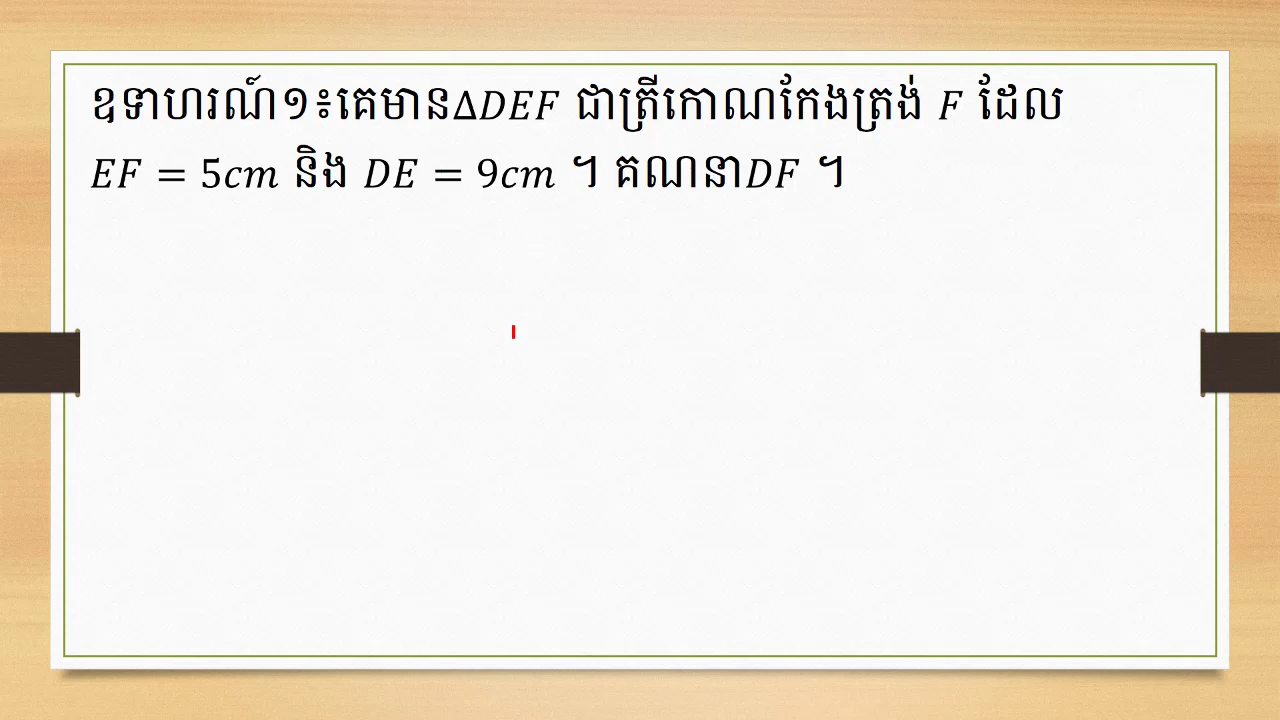 ឧទាហរណ៍១៖គេមានΔDEF ជាត្រីកោណកែងត្រង់ F ដែល
EF = 5cm និង DE = 9cm ។ គណនាDF ។